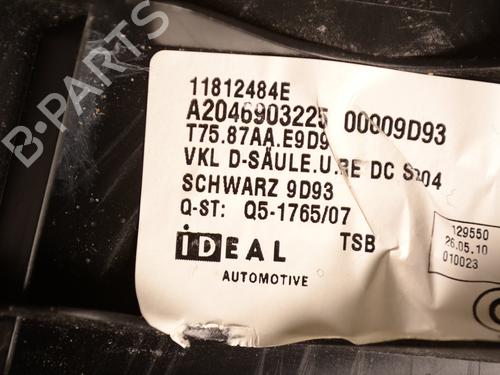 B-PARTS
11812484E
A2046903225 00009D93
T75.87AA.E9D9
VKL D-SÄULE.U.RE DC S204
SCHWARZ 9D93
Q-ST: Q5-1765/07
iDEAL TSB
AUTOMOTIVE
129550
26.05.10
010023